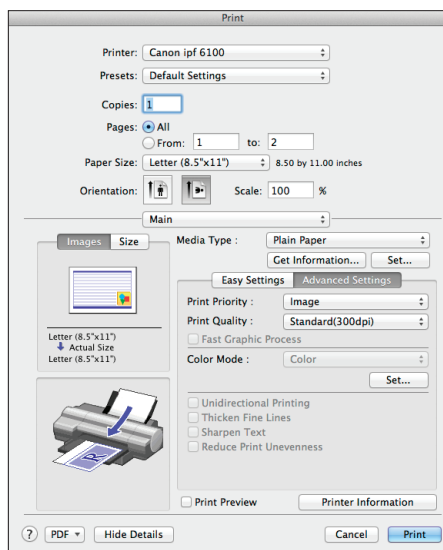 Print
Printer: Canon ipf 6100
Presets: Default Settings
Copies: 1
Pages: All
From: 1 to: 2
Paper Size: Letter (8.5"x11") 8.50 by 11.00 inches
Orientation: Scale: 100 %
Main
Images Size
Letter (8.5"x11")
Actual Size
Letter (8.5"x11")
Media Type : Plain Paper
Get Information... Set...
Easy Settings Advanced Settings
Print Priority : Image
Print Quality : Standard(300dpi)
Fast Graphic Process
Color Mode : Color
Set...
Unidirectional Printing
Thicken Fine Lines
Sharpen Text
Reduce Print Unevenness
R
Print Preview Printer Information
? PDF Hide Details Cancel Print